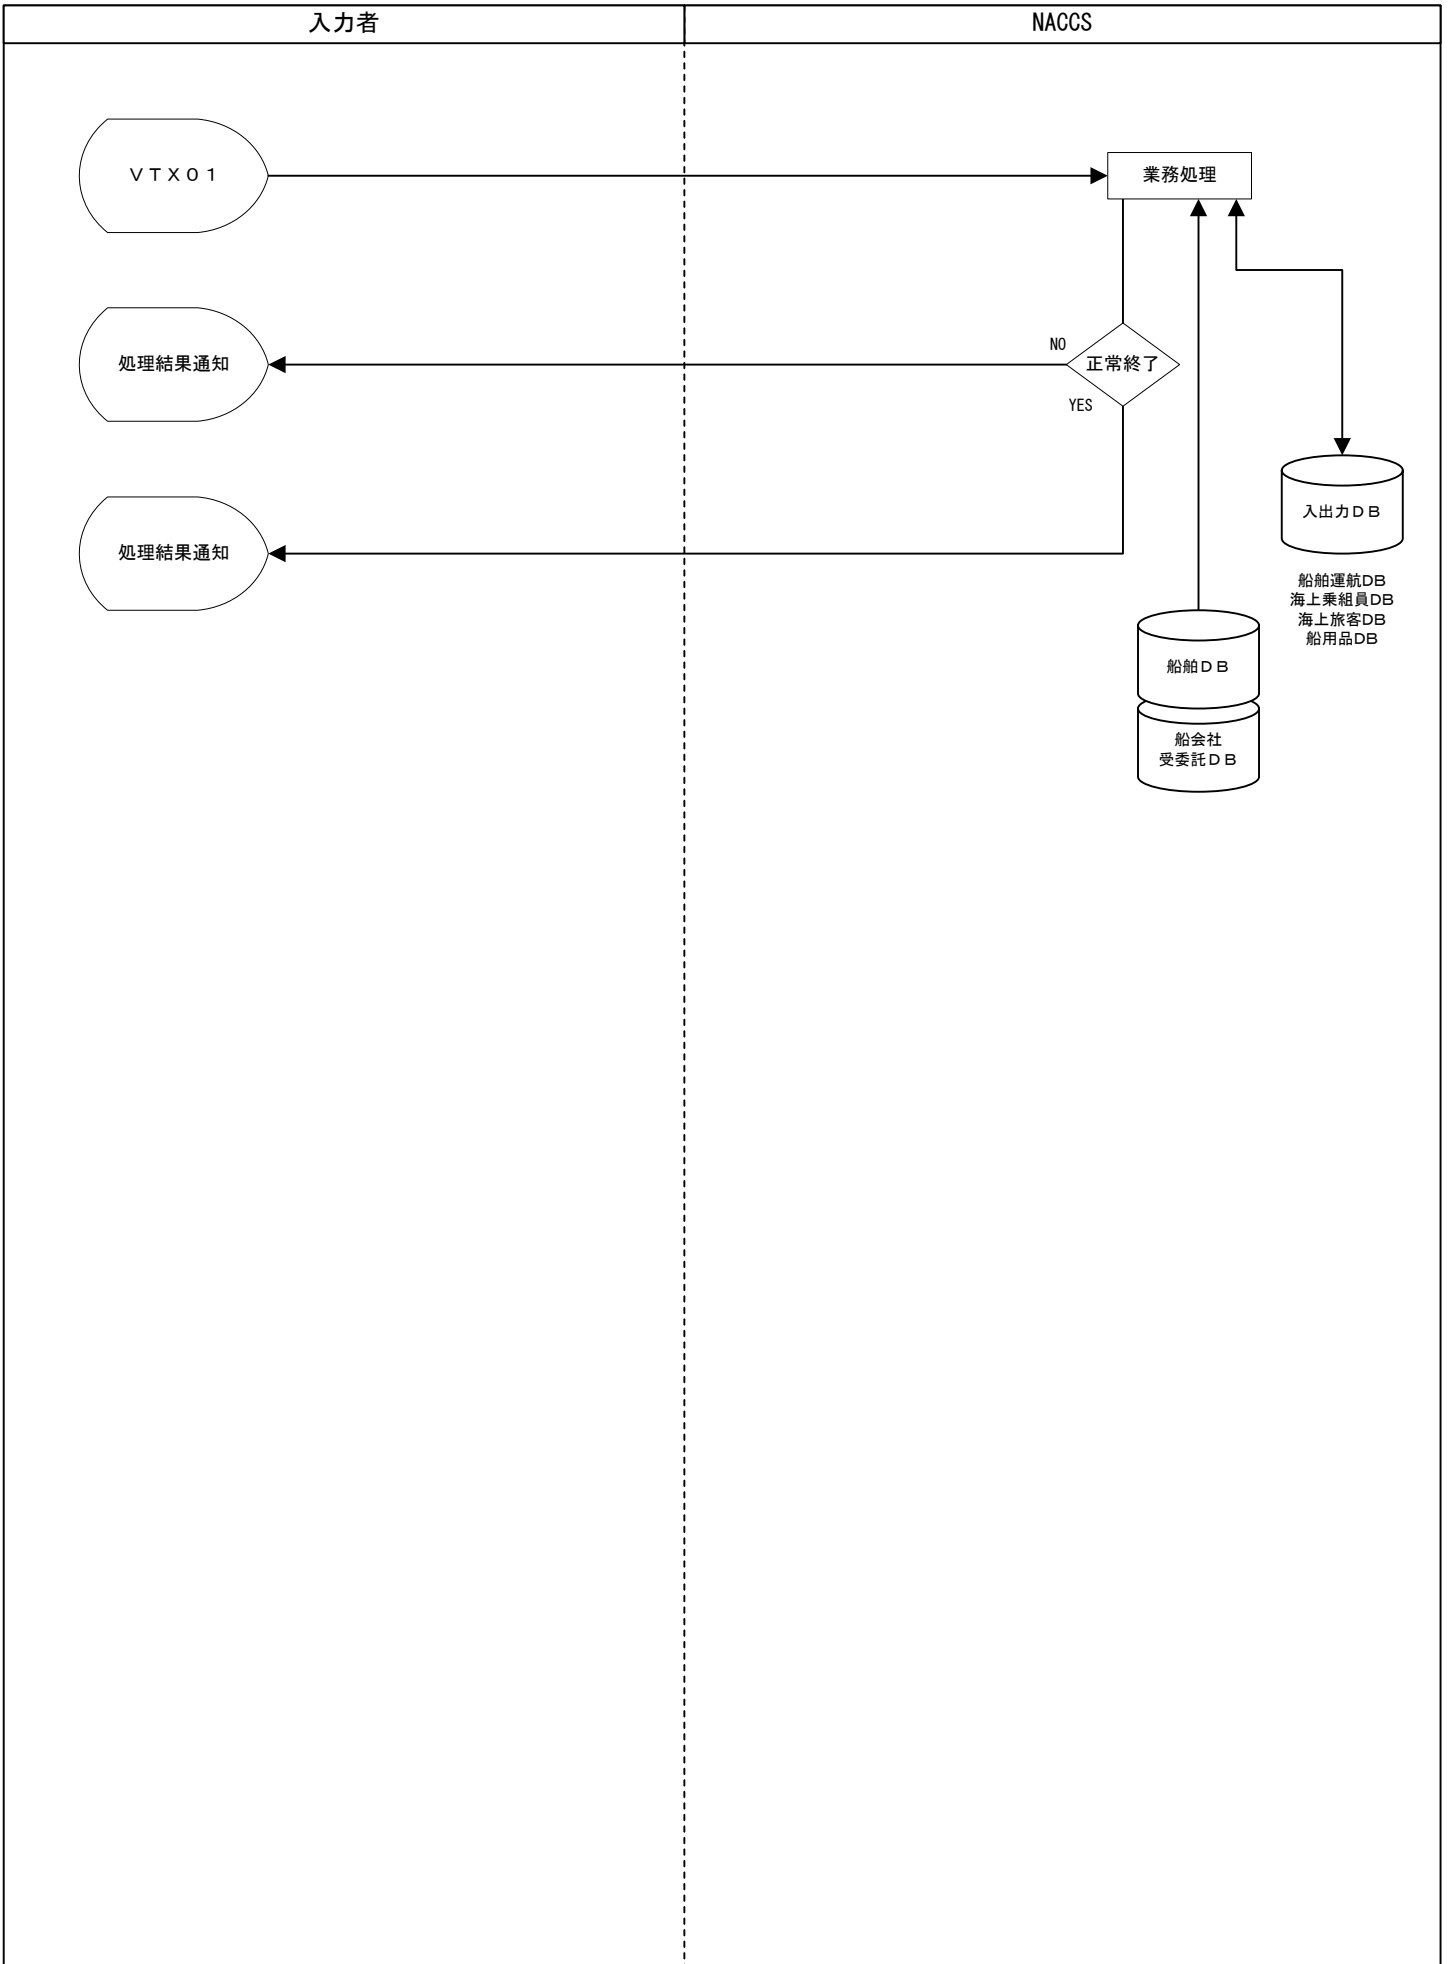 入力者
NACCS
ＶＴＸ０１
業務処理
処理結果通知
NO
正常終了
YES
処理結果通知
入出力ＤＢ
船舶運航DB
海上乗組員DB
海上旅客DB
船用品DB
船舶ＤＢ
船会社
受委託ＤＢ